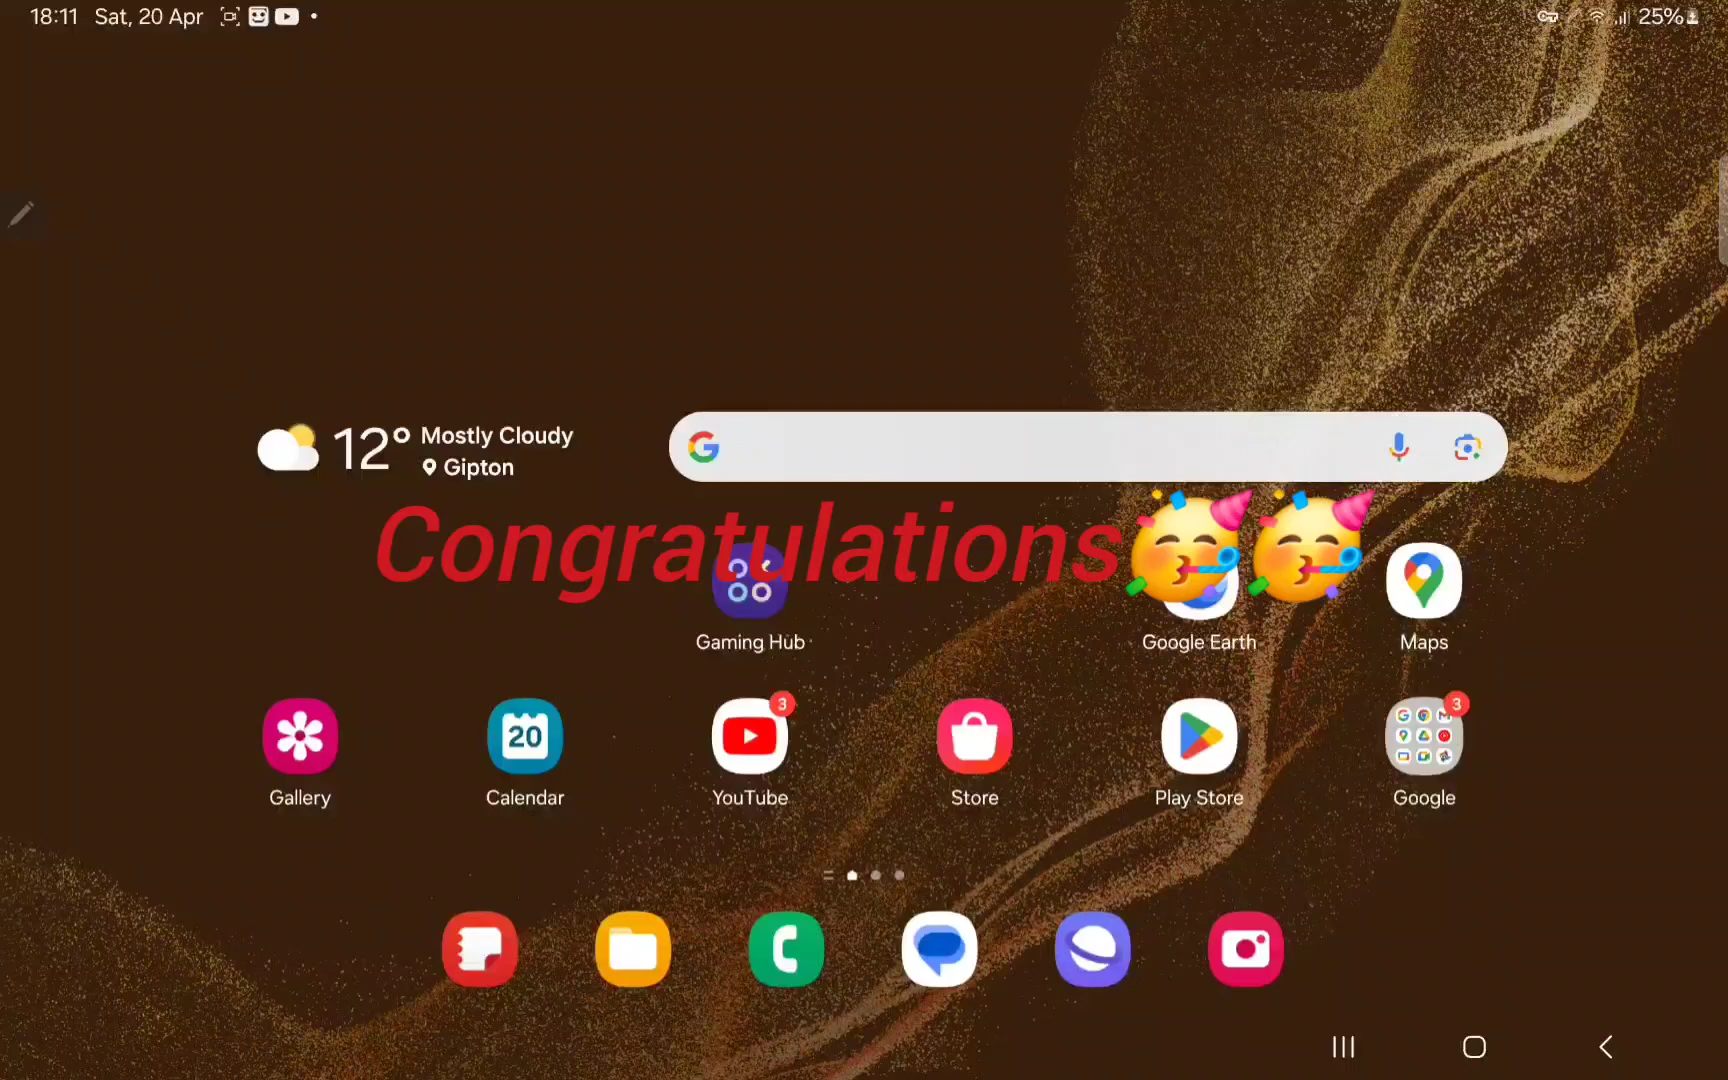 18:11 Sat, 20 Apr
25%
12° Mostly Cloudy
Gipton
Congratulations🥳🥳
Gaming Hub
Google Earth
Maps
20
3
3
Gallery
Calendar
YouTube
Store
Play Store
Google